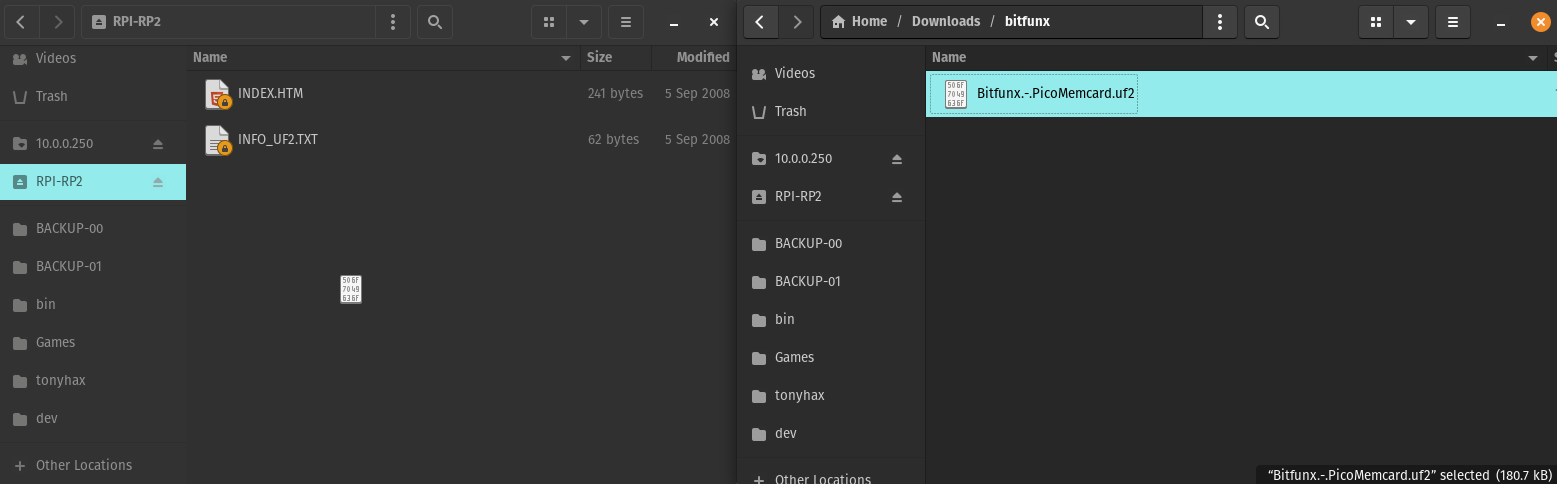 RPI-RP2
Videos
Trash
10.0.0.250
RPI-RP2
BACKUP-00
BACKUP-01
bin
Games
tonyhax
dev
Other Locations
Name Size Modified
INDEX.HTM 241 bytes 5 Sep 2008
INFO_UF2.TXT 62 bytes 5 Sep 2008
506F
7049
636F
Home / Downloads / bitfunx
Videos
Trash
10.0.0.250
RPI-RP2
BACKUP-00
BACKUP-01
bin
Games
tonyhax
dev
Other Locations
Name
506F
7049
636F
Bitfunx.-.PicoMemcard.uf2
“Bitfunx.-.PicoMemcard.uf2” selected (180.7 kB)